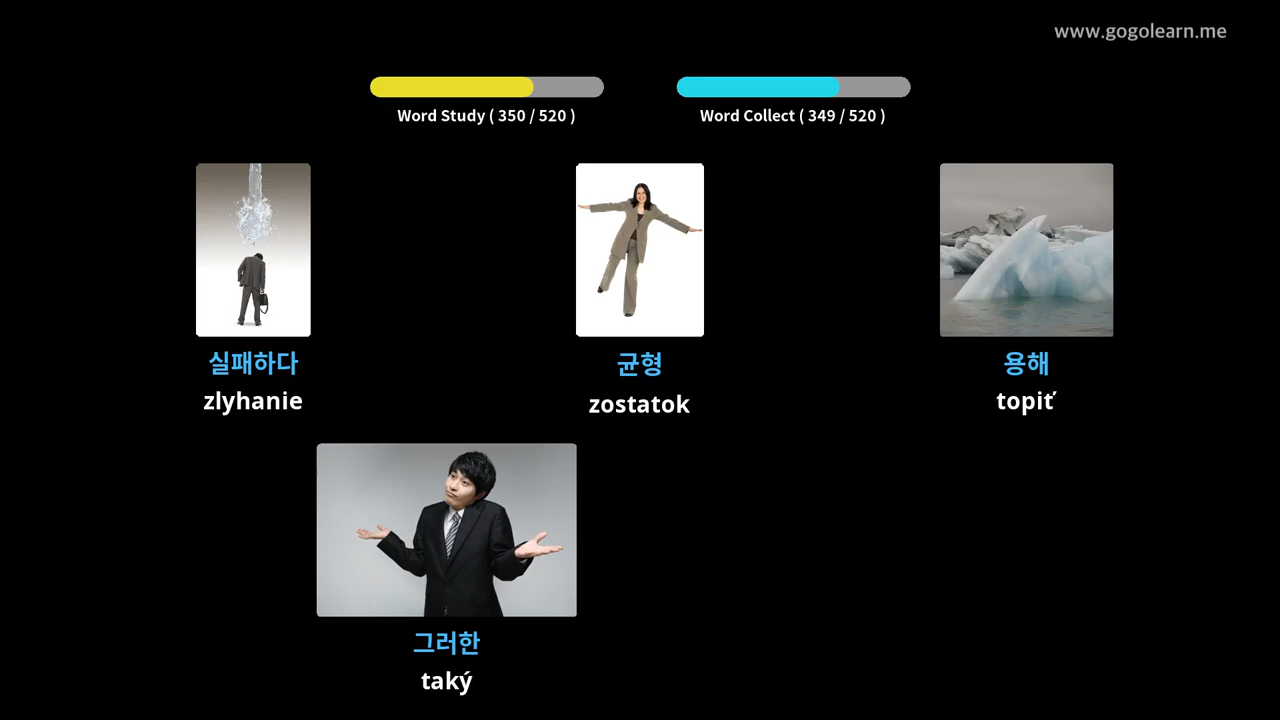 www.gogolearn.me
Word Study ( 350 / 520 )
Word Collect ( 349 / 520 )
실패하다
zlyhanie
균형
zostatok
용해
topiť
그러한
taký